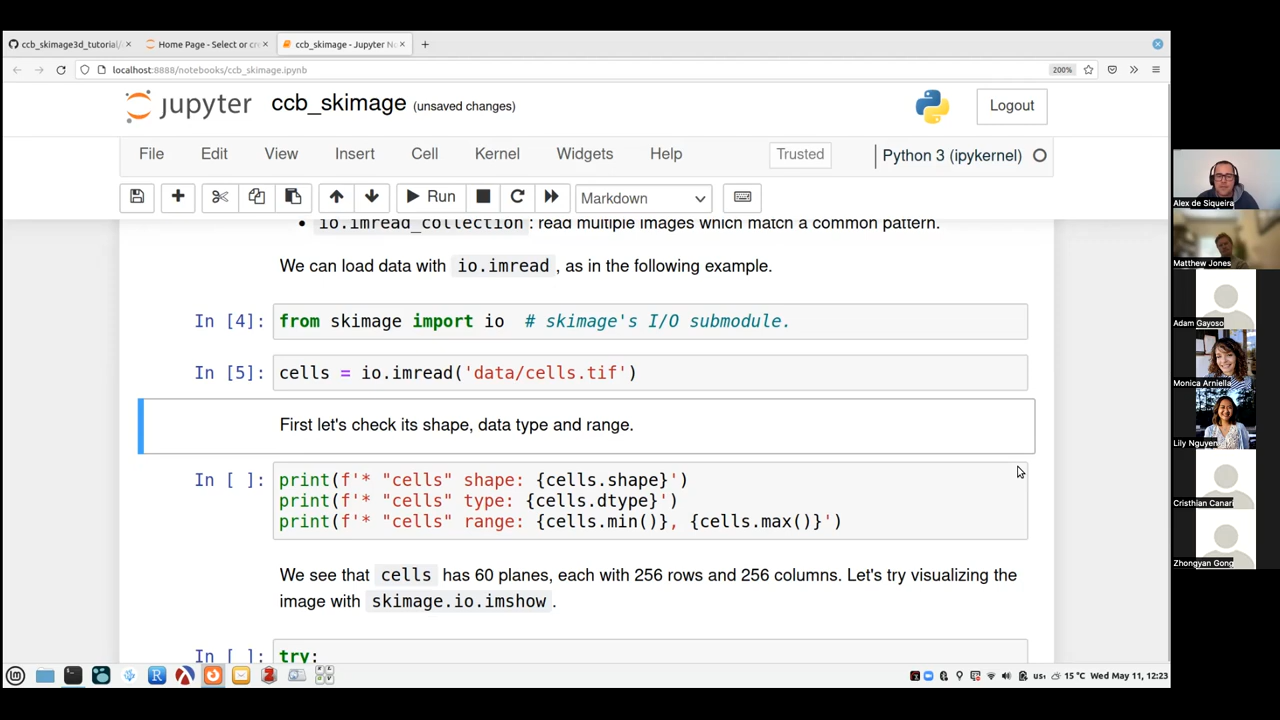 ccb_skimage3d_tutorial/
Home Page - Select or cre
ccb_skimage - Jupyter No
localhost:8888/notebooks/ccb_skimage.ipynb
200%
jupyter ccb_skimage (unsaved changes)
Logout
File Edit View Insert Cell Kernel Widgets Help
Trusted
Python 3 (ipykernel)
Run
Markdown
• io.imread_collection : read multiple images which match a common pattern.
We can load data with io.imread , as in the following example.
In [4]: from skimage import io # skimage's I/O submodule.
In [5]: cells = io.imread('data/cells.tif')
First let's check its shape, data type and range.
In [ ]: print(f'* "cells" shape: {cells.shape}')
print(f'* "cells" type: {cells.dtype}')
print(f'* "cells" range: {cells.min()}, {cells.max()}')
We see that cells has 60 planes, each with 256 rows and 256 columns. Let's try visualizing the
image with skimage.io.imshow .
In [ ]: try:
us
15 °C
Wed May 11, 12:23
Alex de Siqueira
Matthew Jones
Adam Gayoso
Monica Arniella
Lily Nguyen
Cristhian Canari
Zhongyan Gong